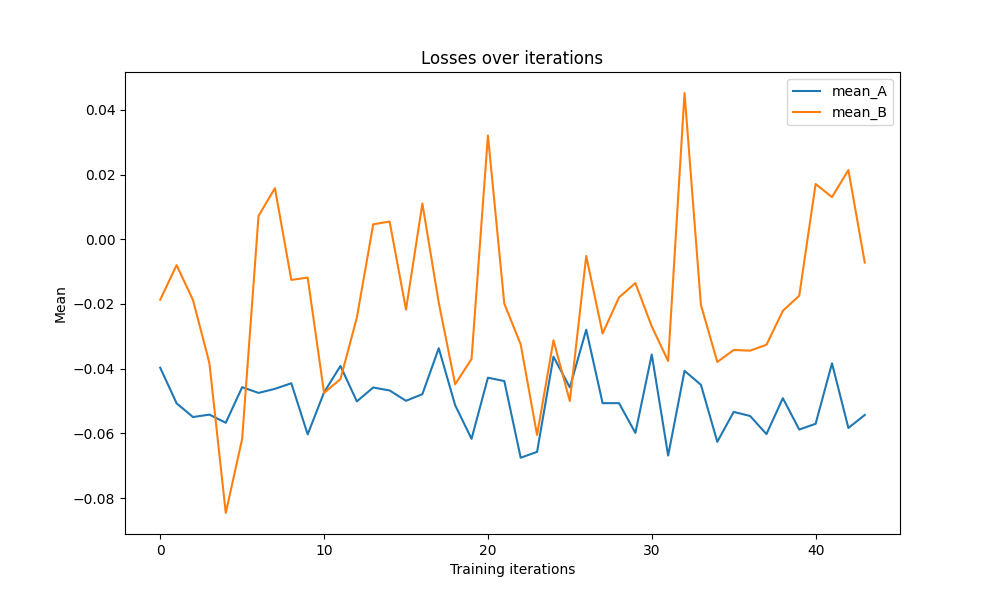 Losses over iterations
mean_A
mean_B
0.04
0.02
0.00
−0.02
−0.04
−0.06
−0.08
Mean
0 10 20 30 40
Training iterations